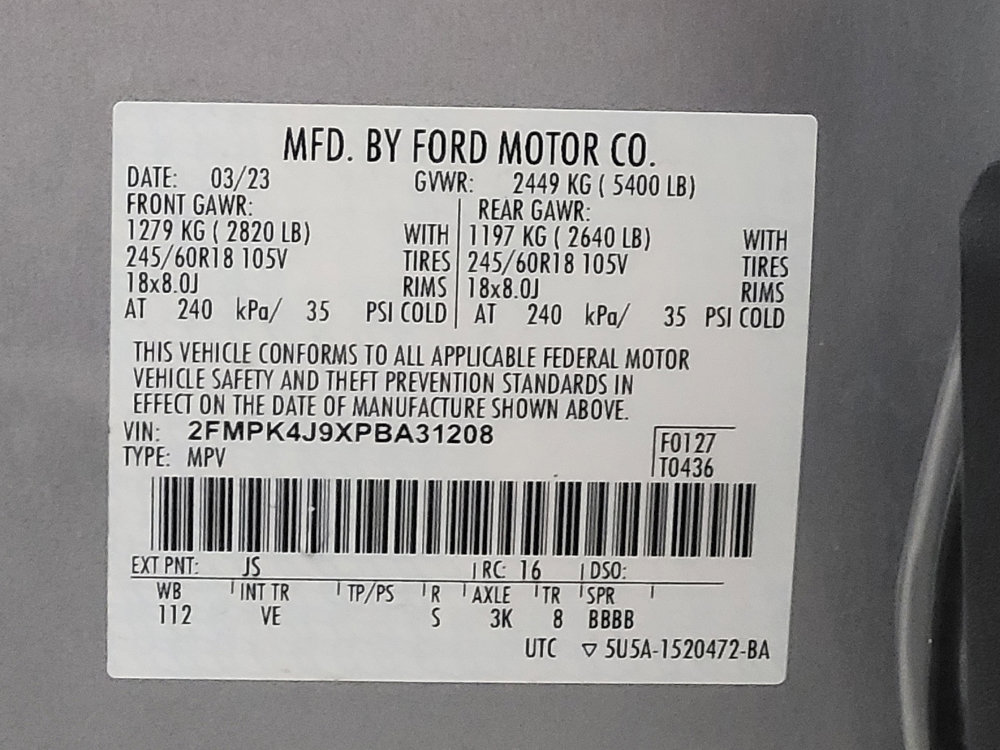 MFD. BY FORD MOTOR CO.
DATE: 03/23 GVWR: 2449 KG ( 5400 LB)
FRONT GAWR: REAR GAWR:
1279 KG ( 2820 LB) WITH 1197 KG ( 2640 LB) WITH
245/60R18 105V TIRES 245/60R18 105V TIRES
18x8.0J RIMS 18x8.0J RIMS
AT 240 kPa/ 35 PSI COLD AT 240 kPa/ 35 PSI COLD
THIS VEHICLE CONFORMS TO ALL APPLICABLE FEDERAL MOTOR
VEHICLE SAFETY AND THEFT PREVENTION STANDARDS IN
EFFECT ON THE DATE OF MANUFACTURE SHOWN ABOVE.
VIN: 2FMPK4J9XPBA31208 F0127
TYPE: MPV T0436
EXT PNT: JS RC: 16 DSO:
WB INT TR TP/PS R AXLE TR SPR
112 VE S 3K 8 BBBB
UTC ▽ 5U5A-1520472-BA